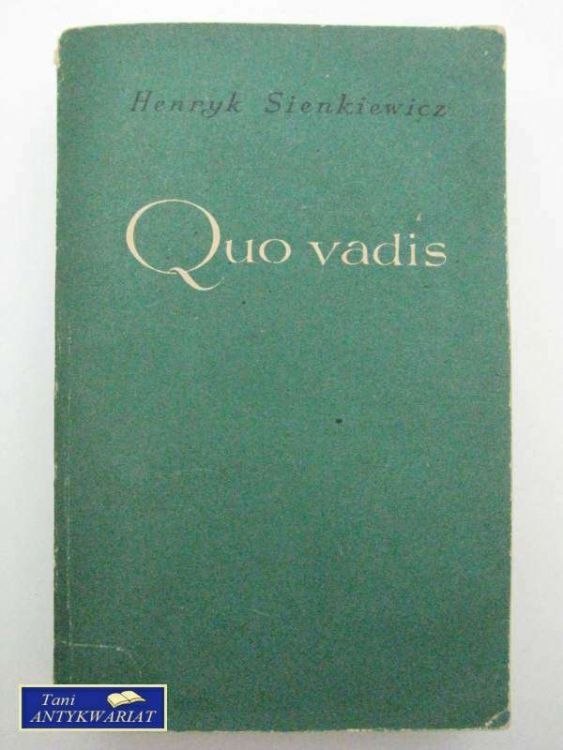 Henryk Sienkiewicz
Quo vadis
Tani
ANTYKWARIAT